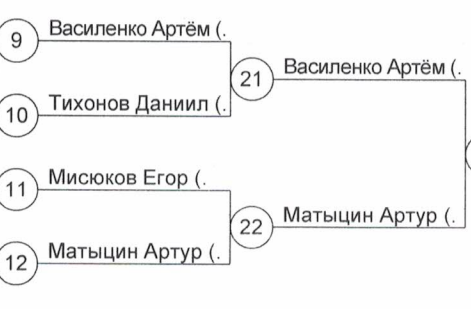 9 Василенко Артём (.
21 Василенко Артём (.
10 Тихонов Даниил (.
11 Мисюков Егор (.
22 Матыцин Артур (.
12 Матыцин Артур (.